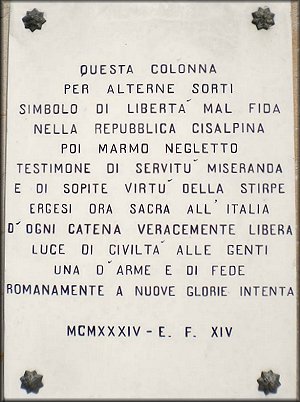 QUESTA COLONNA
PER ALTERNE SORTI
SIMBOLO DI LIBERTA' MAL FIDA
NELLA REPUBBLICA CISALPINA
POI MARMO NEGLETTO
TESTIMONE DI SERVITU' MISERANDA
E DI SOPITE VIRTU' DELLA STIRPE
ERGESI ORA SACRA ALL'ITALIA
D'OGNI CATENA VERACEMENTE LIBERA
LUCE DI CIVILTA' ALLE GENTI
UNA D'ARME E DI FEDE
ROMANAMENTE A NUOVE GLORIE INTENTA
MCMXXXIV - E. F. XIV